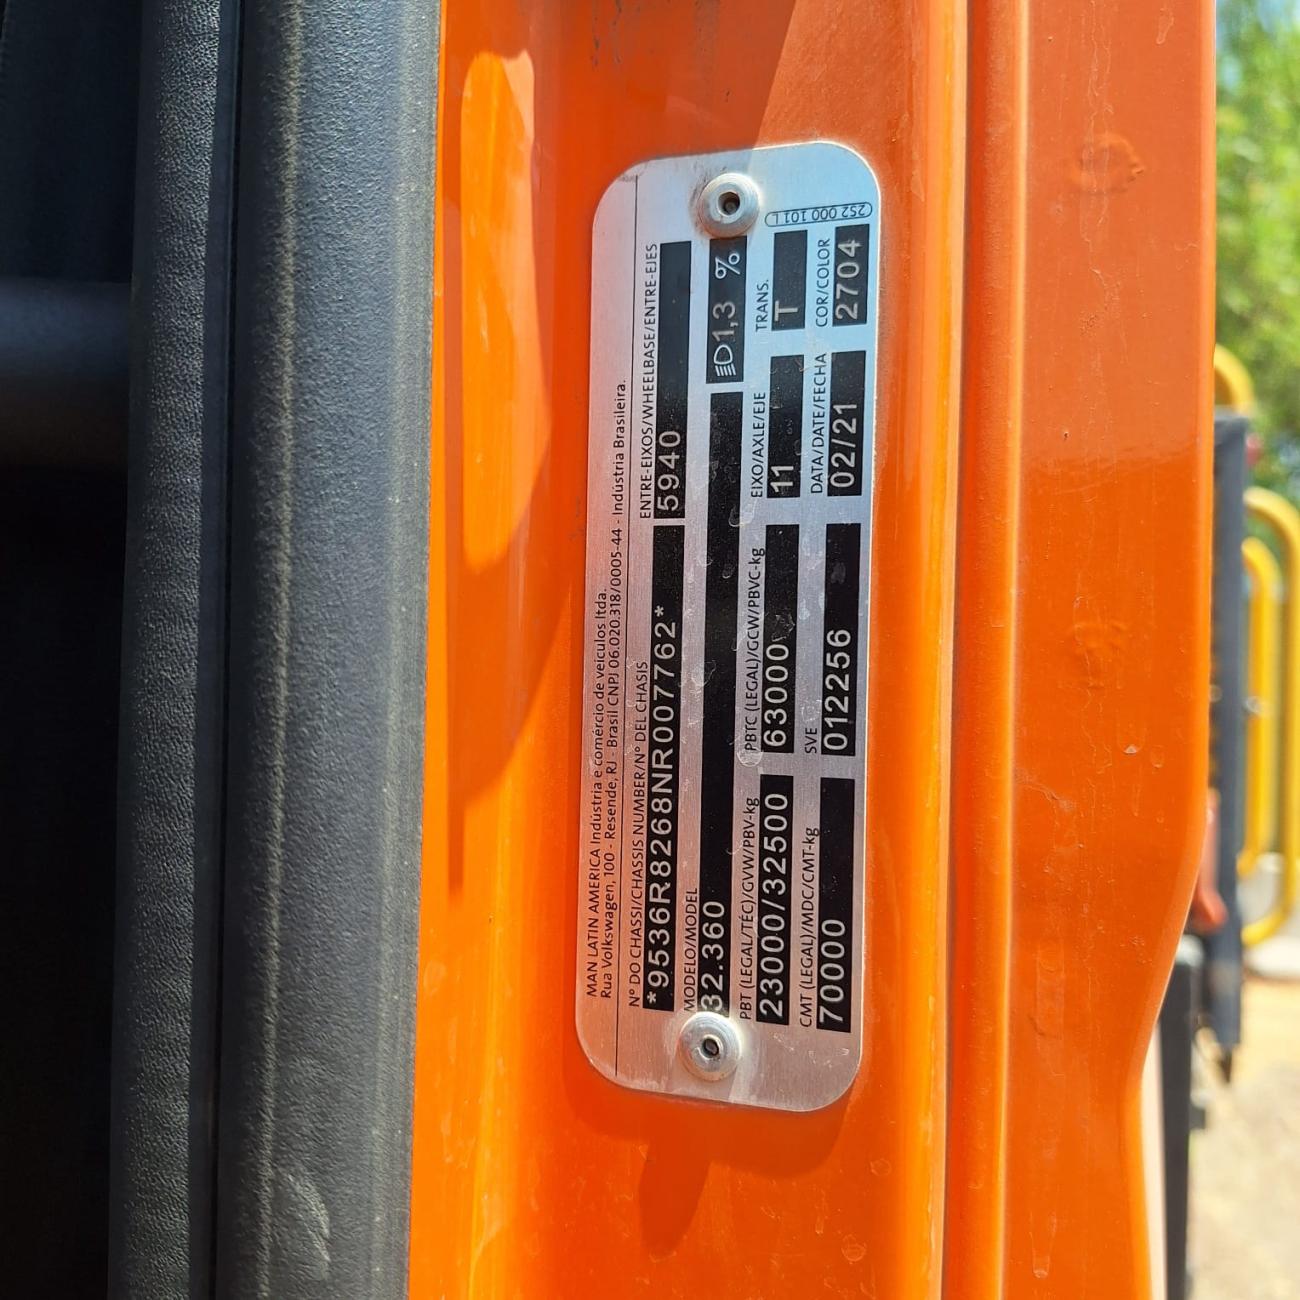 MAN LATIN AMERICA Indústria e comércio de veículos ltda.
Rua Volkswagen, 100 - Resende, RJ - Brasil CNPJ 06.020.318/0005-44 - Indústria Brasileira.
N° DO CHASSI/CHASSIS NUMBER/N° DEL CHASIS
ENTRE-EIXOS/WHEELBASE/ENTRE-EJES
*9536R8268NR007762*
5940
MODELO/MODEL
32.360
1,3 %
PBT (LEGAL/TÉC)/GVW/PBV-kg
PBTC (LEGAL)/GCW/PBVC-kg
EIXO/AXLE/EJE
TRANS.
252 000 101 L
23000/32500
63000
11
T
CMT (LEGAL)/MDC/CMT-kg
SVE
DATA/DATE/FECHA
COR/COLOR
70000
012256
02/21
2704